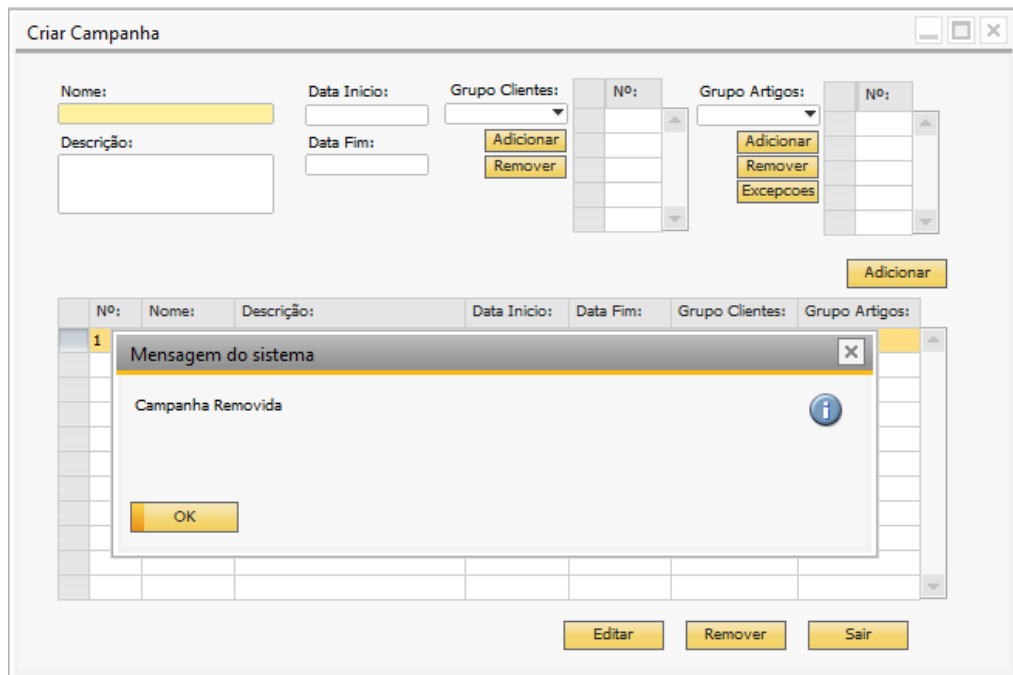 Criar Campanha
Nome:
Data Inicio:
Grupo Clientes:
Nº:
Grupo Artigos:
Nº:
Descrição:
Data Fim:
Adicionar
Remover
Adicionar
Remover
Excepcoes
Adicionar
Nº: Nome: Descrição: Data Inicio: Data Fim: Grupo Clientes: Grupo Artigos:
1
Mensagem do sistema
Campanha Removida
OK
Editar Remover Sair